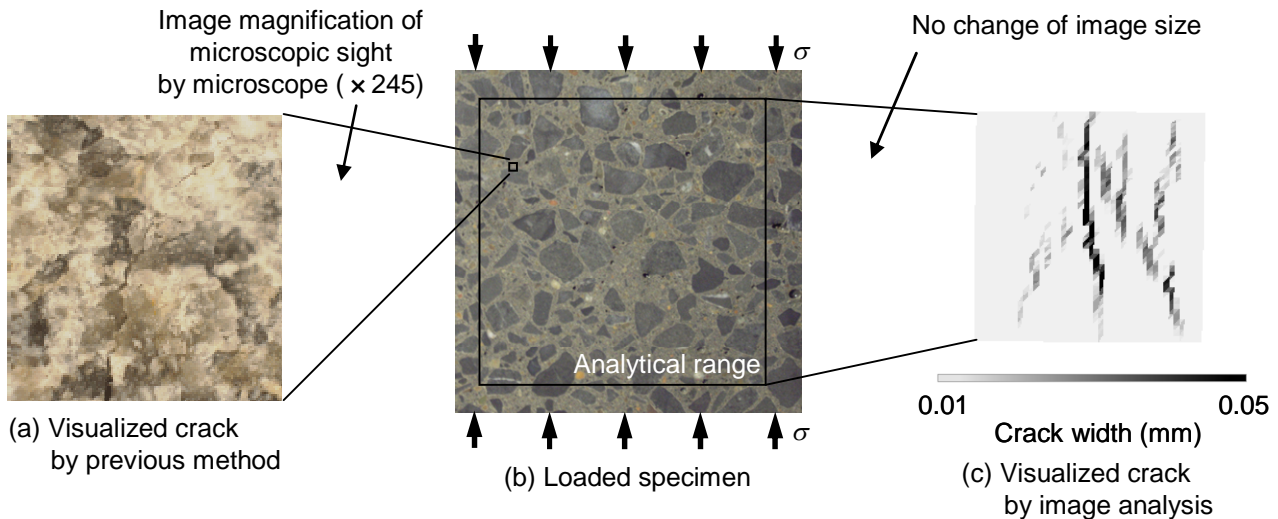 Image magnification of
microscopic sight
by microscope ( × 245)
(a) Visualized crack
by previous method
σ
Analytical range
σ
(b) Loaded specimen
No change of image size
0.01
0.05
Crack width (mm)
(c) Visualized crack
by image analysis